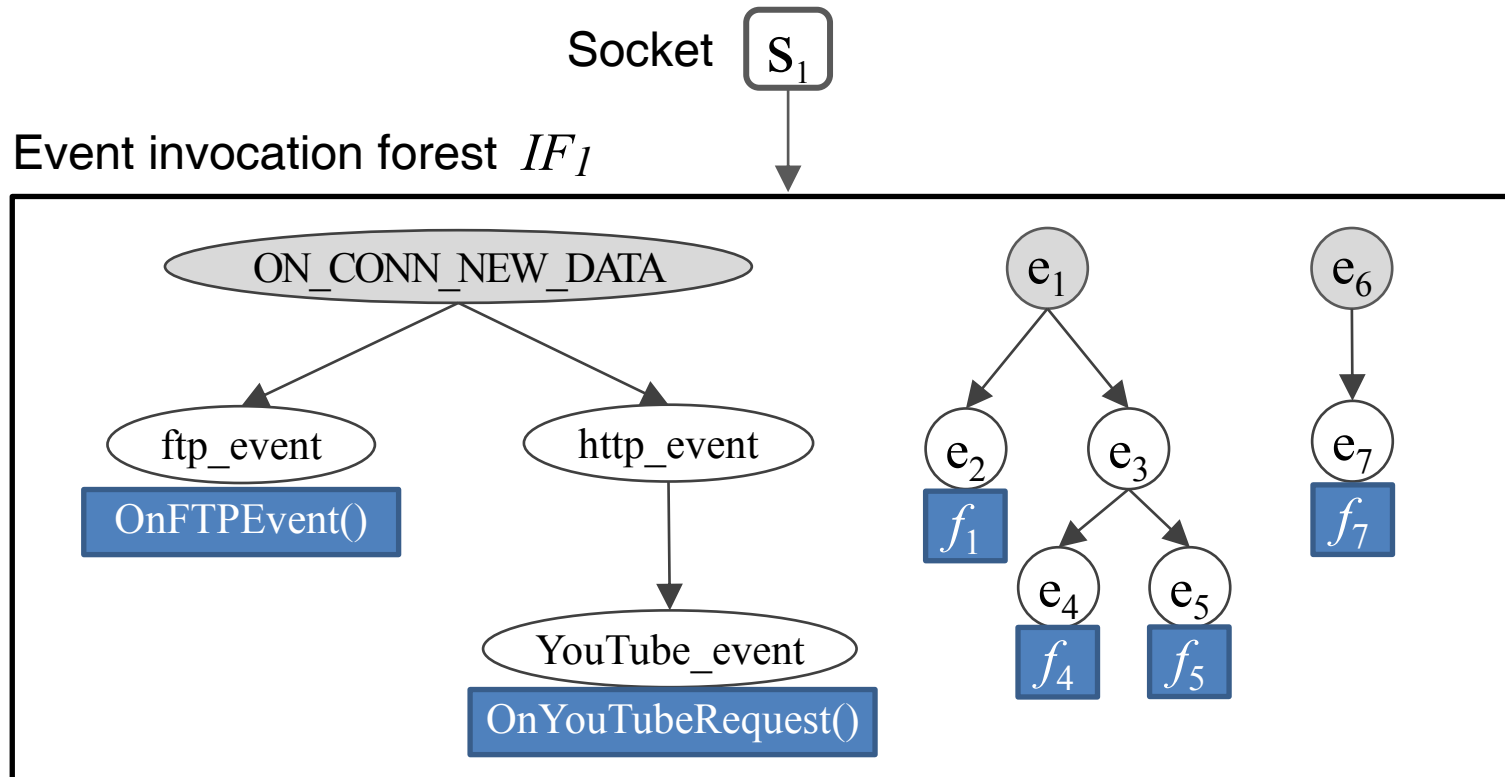 Socket S₁
Event invocation forest IF₁
ON_CONN_NEW_DATA
e₁
e₆
ftp_event
http_event
e₂
e₃
e₇
OnFTPEvent()
f₁
f₇
e₄
e₅
YouTube_event
f₄
f₅
OnYouTubeRequest()